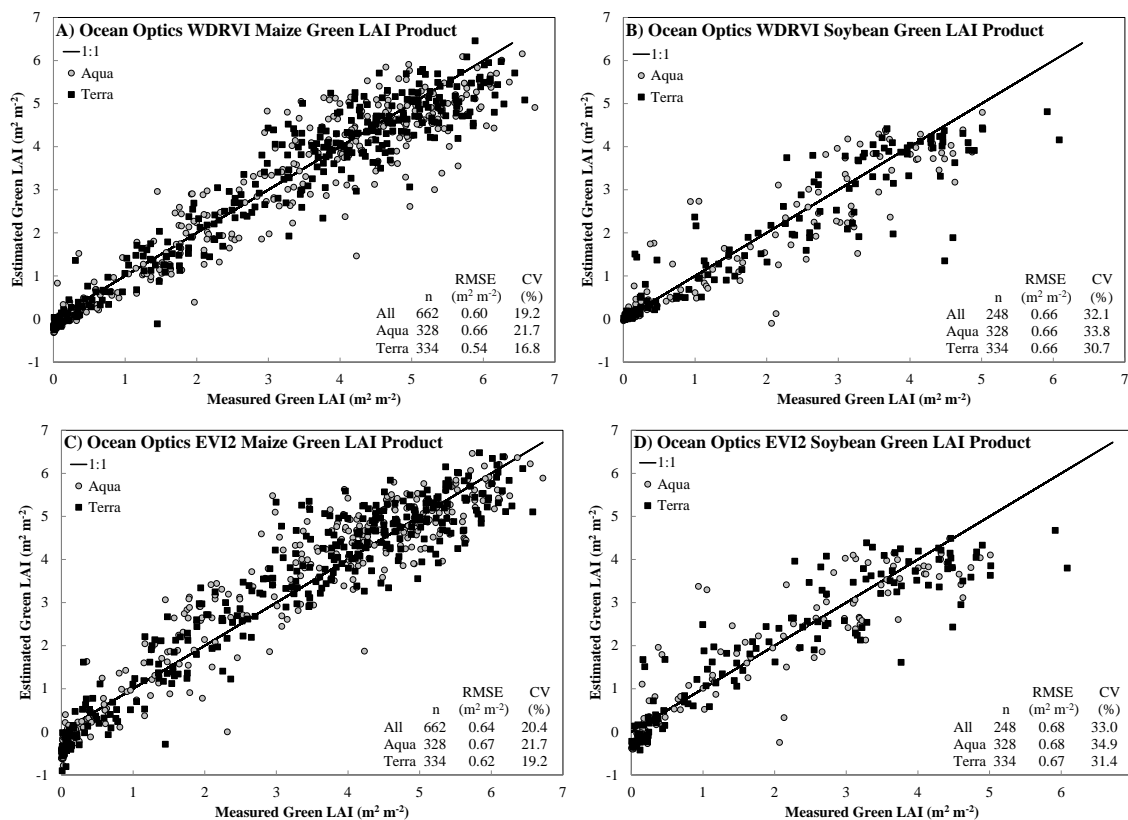 A) Ocean Optics WDRVI Maize Green LAI Product
1:1
Aqua
Terra
Estimated Green LAI (m² m⁻²)
7
6
5
4
3
2
1
0
-1
RMSE CV
n (m² m⁻²) (%)
All 662 0.60 19.2
Aqua 328 0.66 21.7
Terra 334 0.54 16.8
0 1 2 3 4 5 6 7
Measured Green LAI (m² m⁻²)
B) Ocean Optics WDRVI Soybean Green LAI Product
1:1
Aqua
Terra
Estimated Green LAI (m² m⁻²)
7
6
5
4
3
2
1
0
-1
RMSE CV
n (m² m⁻²) (%)
All 248 0.66 32.1
Aqua 328 0.66 33.8
Terra 334 0.66 30.7
0 1 2 3 4 5 6 7
Measured Green LAI (m² m⁻²)
C) Ocean Optics EVI2 Maize Green LAI Product
1:1
Aqua
Terra
Estimated Green LAI (m² m⁻²)
7
6
5
4
3
2
1
0
-1
RMSE CV
n (m² m⁻²) (%)
All 662 0.64 20.4
Aqua 328 0.67 21.7
Terra 334 0.62 19.2
0 1 2 3 4 5 6 7
Measured Green LAI (m² m⁻²)
D) Ocean Optics EVI2 Soybean Green LAI Product
1:1
Aqua
Terra
Estimated Green LAI (m² m⁻²)
7
6
5
4
3
2
1
0
-1
RMSE CV
n (m² m⁻²) (%)
All 248 0.68 33.0
Aqua 328 0.68 34.9
Terra 334 0.67 31.4
0 1 2 3 4 5 6 7
Measured Green LAI (m² m⁻²)